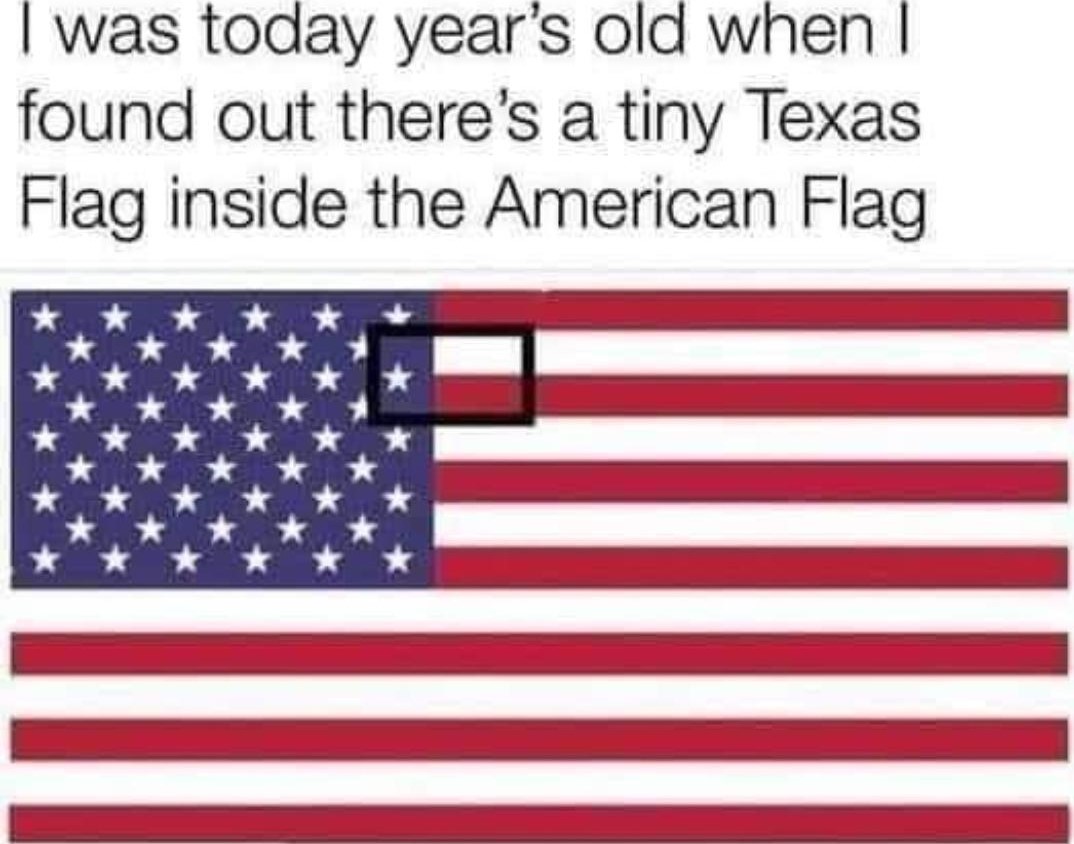 I was today year's old when I
found out there's a tiny Texas
Flag inside the American Flag